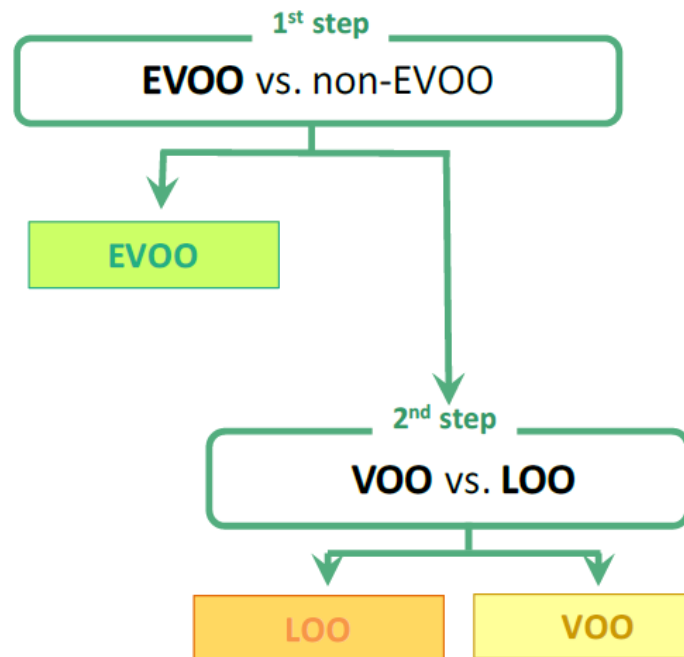 1st step
EVOO vs. non-EVOO
EVOO
2nd step
VOO vs. LOO
LOO
VOO